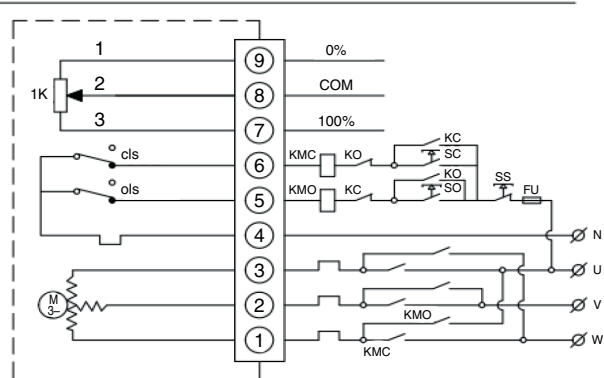 1 9 0%
1K 2 8 COM
3 7 100%
KC
cls 6 KMC KO SC
KO SS
ols 5 KMO KC SO FU
4 N
3 U
M
3~ 2 V
KMO
1 W
KMC